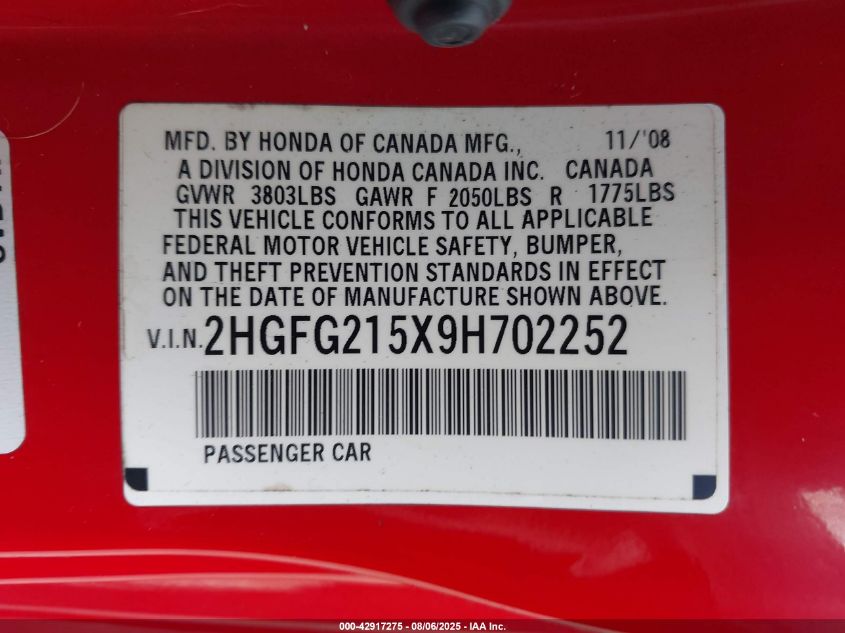 MFD. BY HONDA OF CANADA MFG., 11/'08
A DIVISION OF HONDA CANADA INC. CANADA
GVWR 3803LBS GAWR F 2050LBS R 1775LBS
THIS VEHICLE CONFORMS TO ALL APPLICABLE
FEDERAL MOTOR VEHICLE SAFETY, BUMPER,
AND THEFT PREVENTION STANDARDS IN EFFECT
ON THE DATE OF MANUFACTURE SHOWN ABOVE.
V.I.N. 2HGFG215X9H702252
PASSENGER CAR
000-42917275 - 08/06/2025 - IAA Inc.